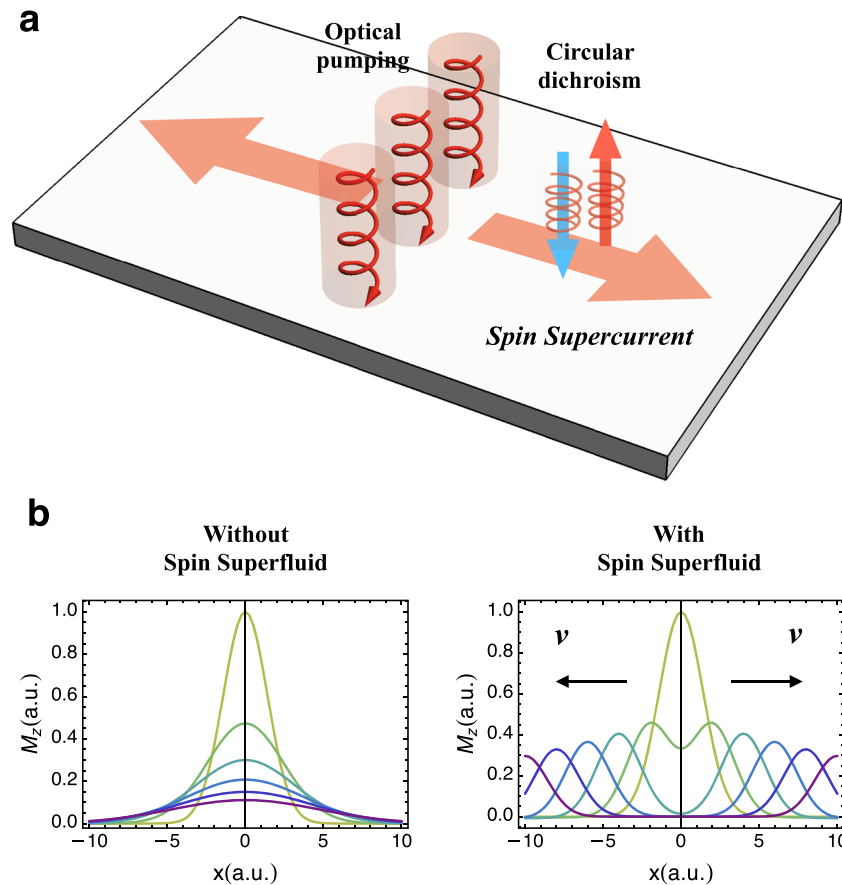 a
Optical
pumping
Circular
dichroism
Spin Supercurrent
b
Without
Spin Superfluid
With
Spin Superfluid
1.0
0.8
0.6
0.4
0.2
0.0
Mz(a.u.)
−10
−5
0
5
10
x(a.u.)
1.0
0.8
0.6
0.4
0.2
0.0
Mz(a.u.)
v
v
−10
−5
0
5
10
x(a.u.)